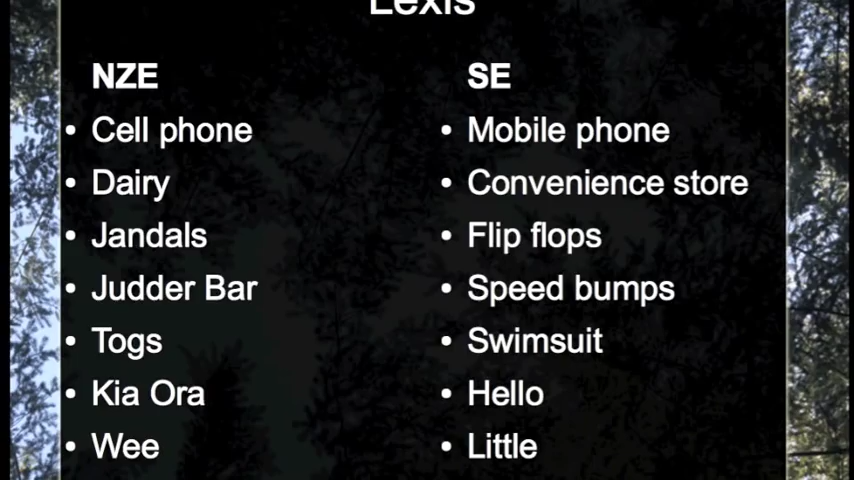 Lexis
NZE
Cell phone
Dairy
Jandals
Judder Bar
Togs
Kia Ora
Wee
SE
Mobile phone
Convenience store
Flip flops
Speed bumps
Swimsuit
Hello
Little